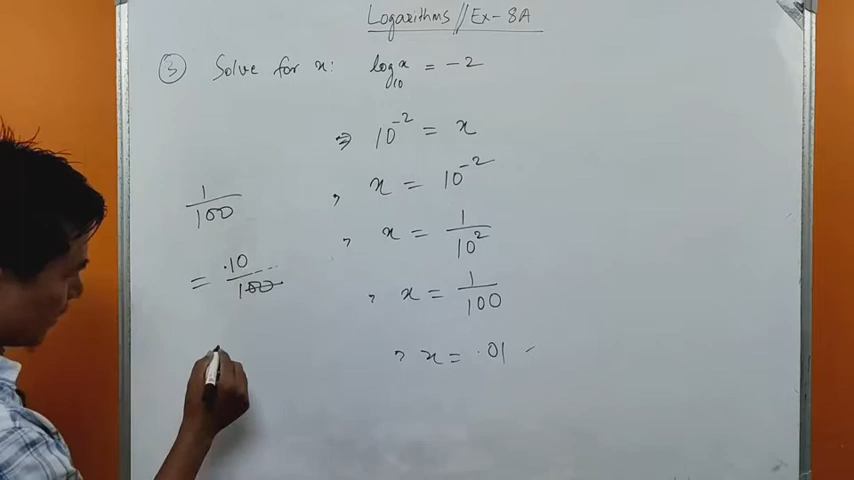 Logarithms // Ex - 8A
③ Solve for x: log₁₀x = -2
⇒ 10⁻² = x
, x = 10⁻²
, x = 1/10²
, x = 1/100
, x = .01
1/100
= .10/100